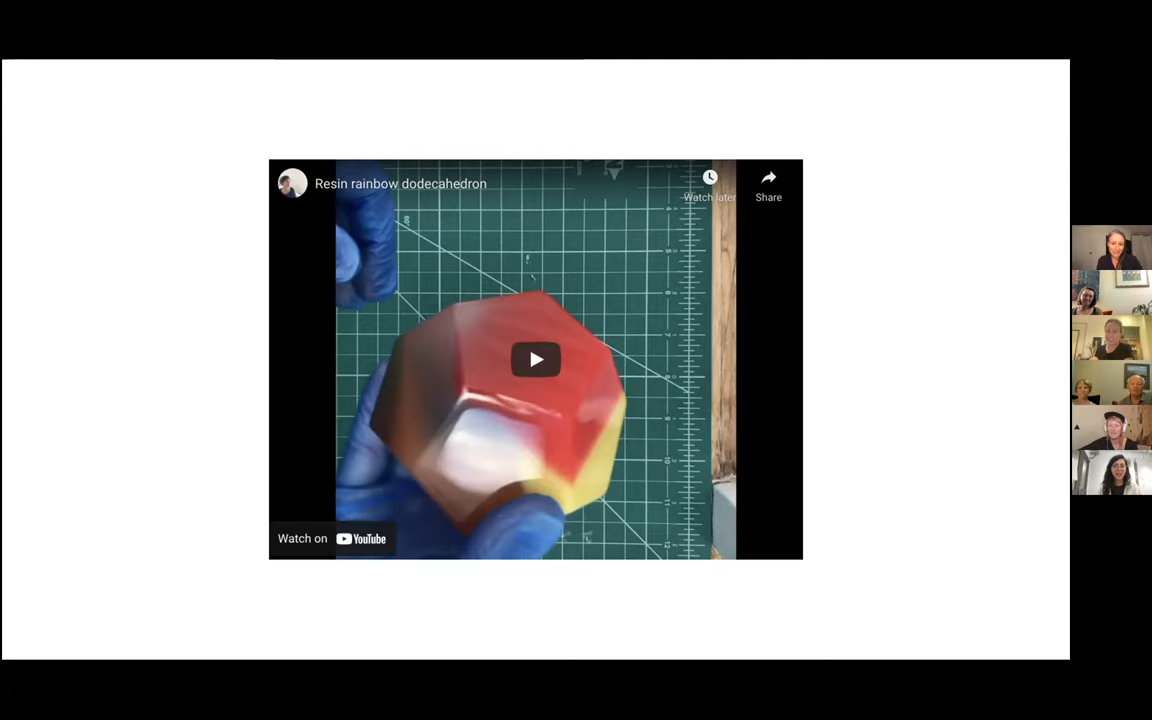 Resin rainbow dodecahedron
Watch later
Share
Watch on YouTube